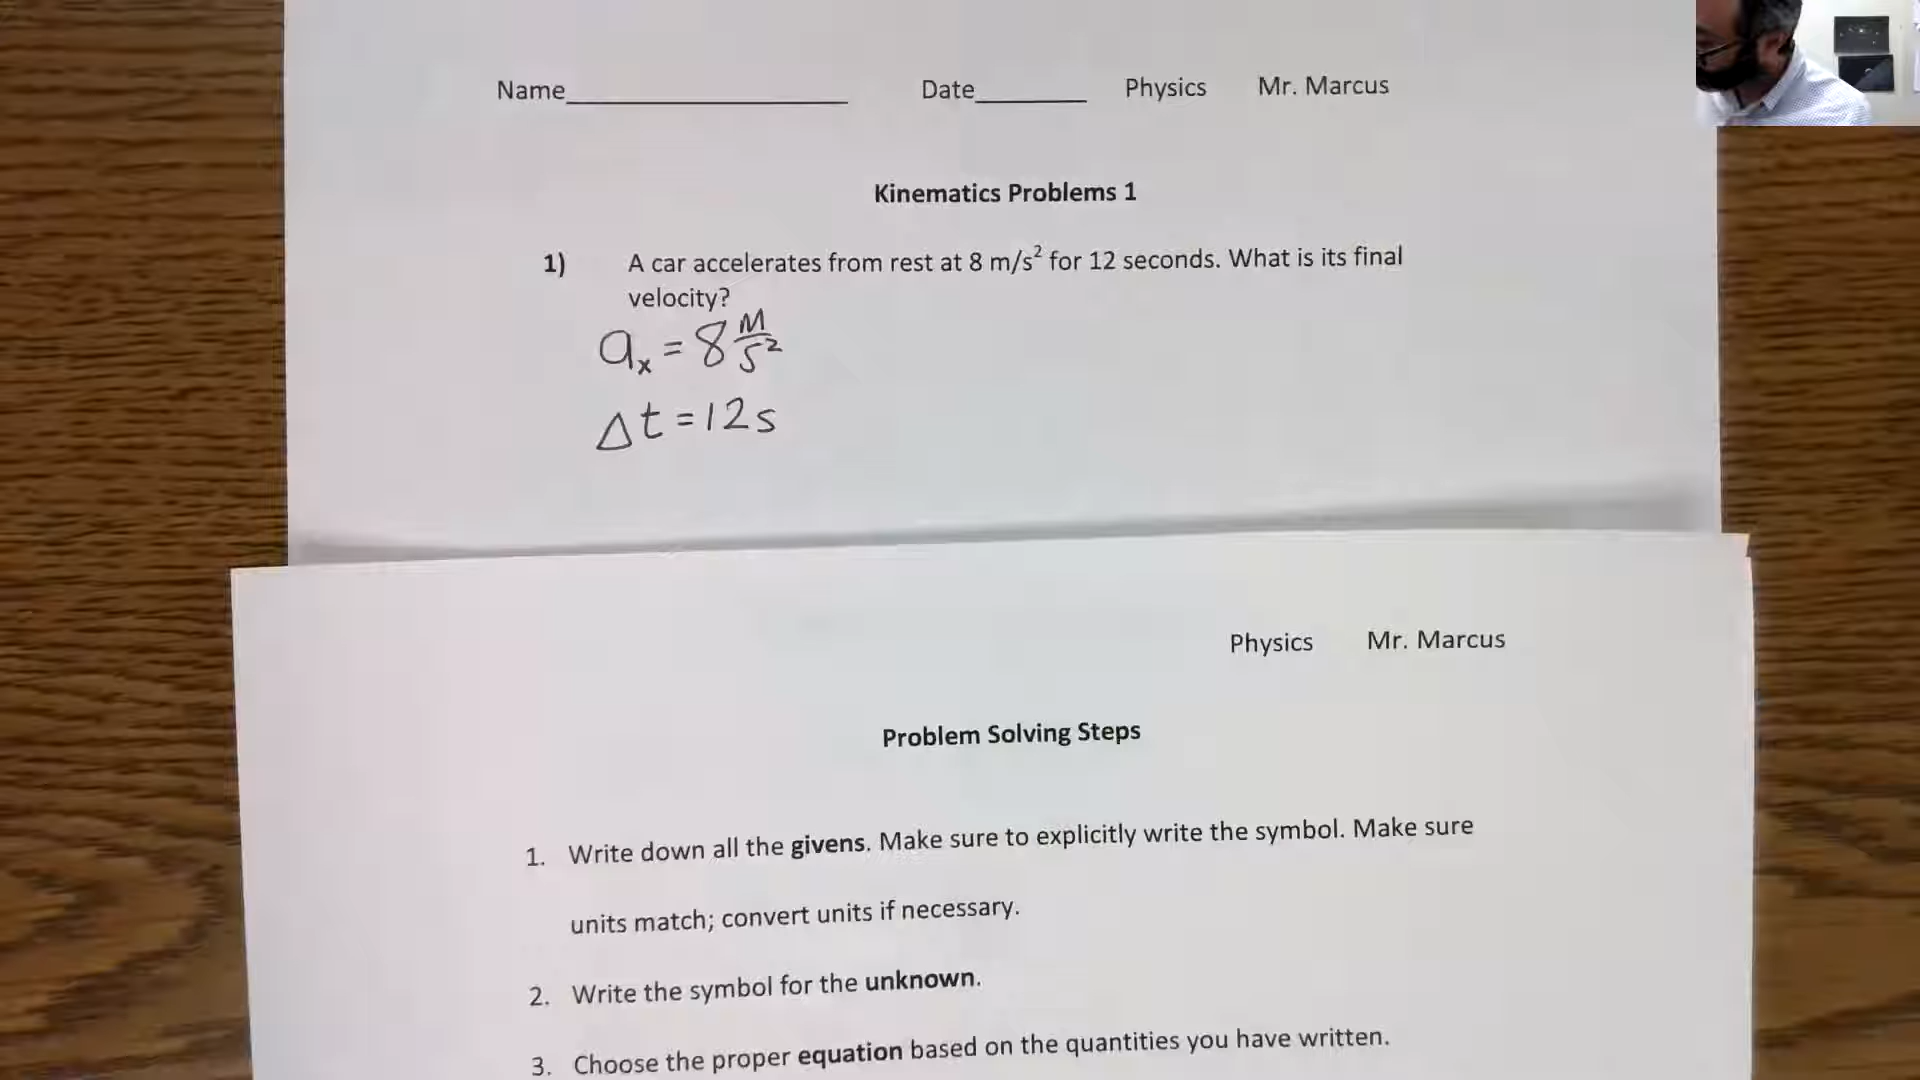 Name____________________ Date________ Physics Mr. Marcus
Kinematics Problems 1
1) A car accelerates from rest at 8 m/s² for 12 seconds. What is its final
velocity?
aₓ = 8 m/s²
Δt = 12s
Physics Mr. Marcus
Problem Solving Steps
1. Write down all the givens. Make sure to explicitly write the symbol. Make sure
units match; convert units if necessary.
2. Write the symbol for the unknown.
3. Choose the proper equation based on the quantities you have written.